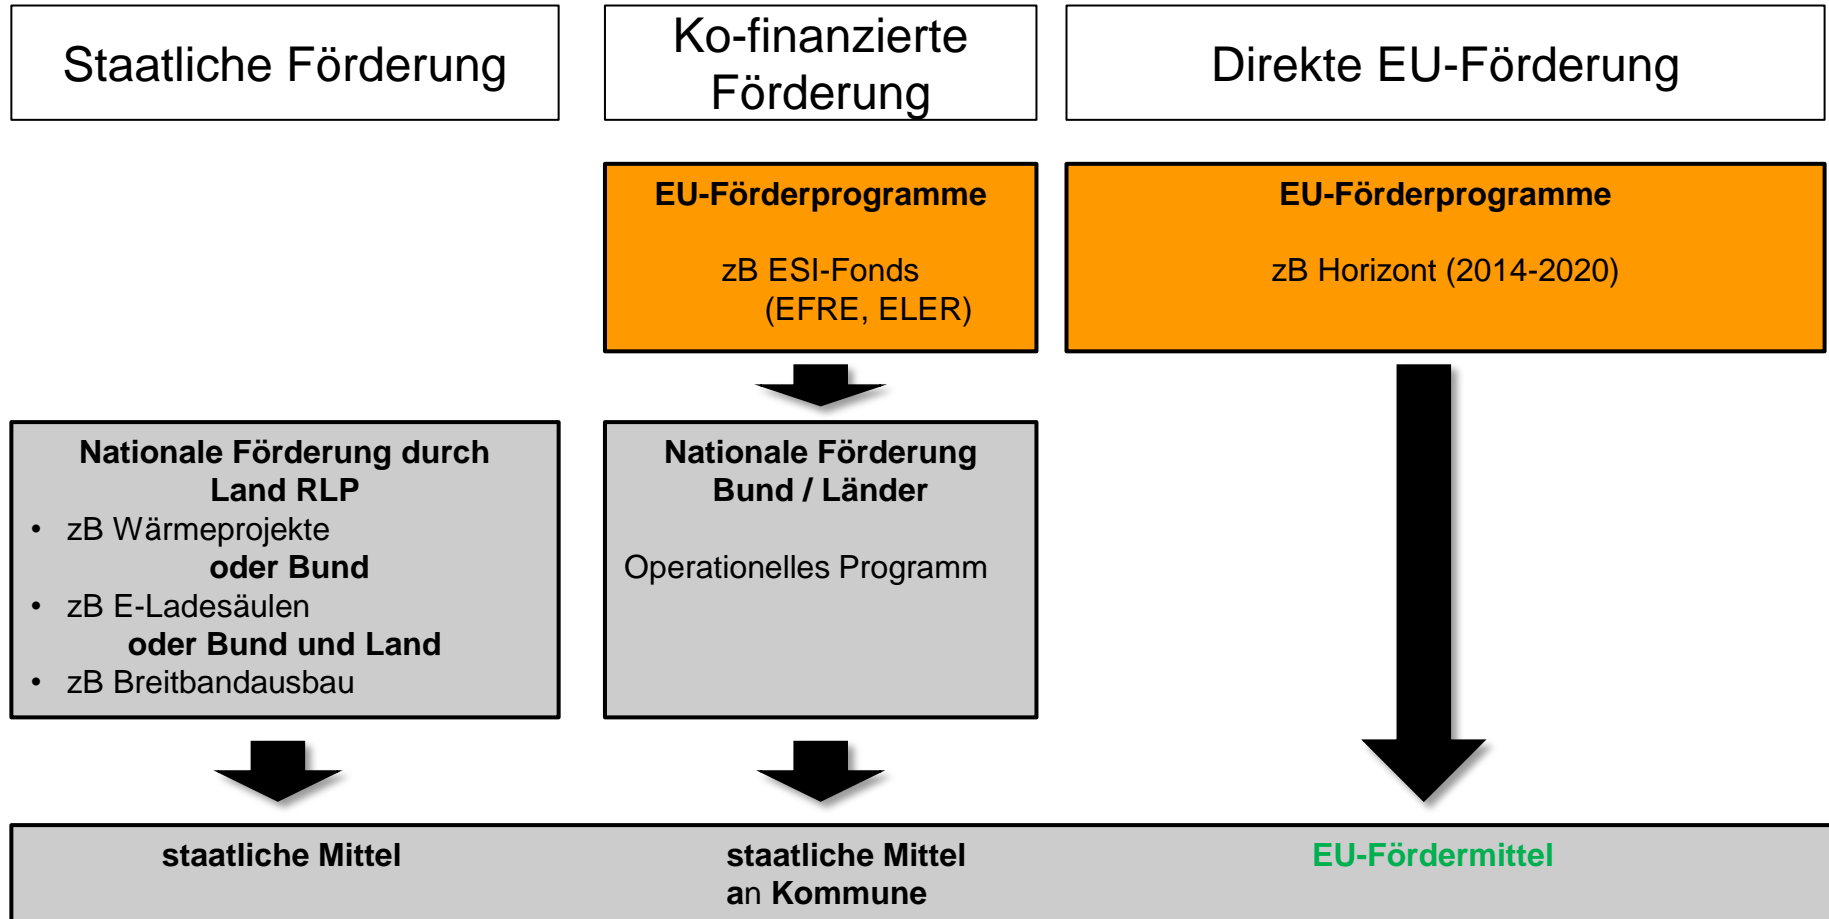 Staatliche Förderung
Ko-finanzierte
Förderung
Direkte EU-Förderung
EU-Förderprogramme
zB ESI-Fonds
(EFRE, ELER)
EU-Förderprogramme
zB Horizont (2014-2020)
Nationale Förderung durch
Land RLP
• zB Wärmeprojekte
oder Bund
• zB E-Ladesäulen
oder Bund und Land
• zB Breitbandausbau
Nationale Förderung
Bund / Länder
Operationelles Programm
staatliche Mittel
staatliche Mittel
an Kommune
EU-Fördermittel